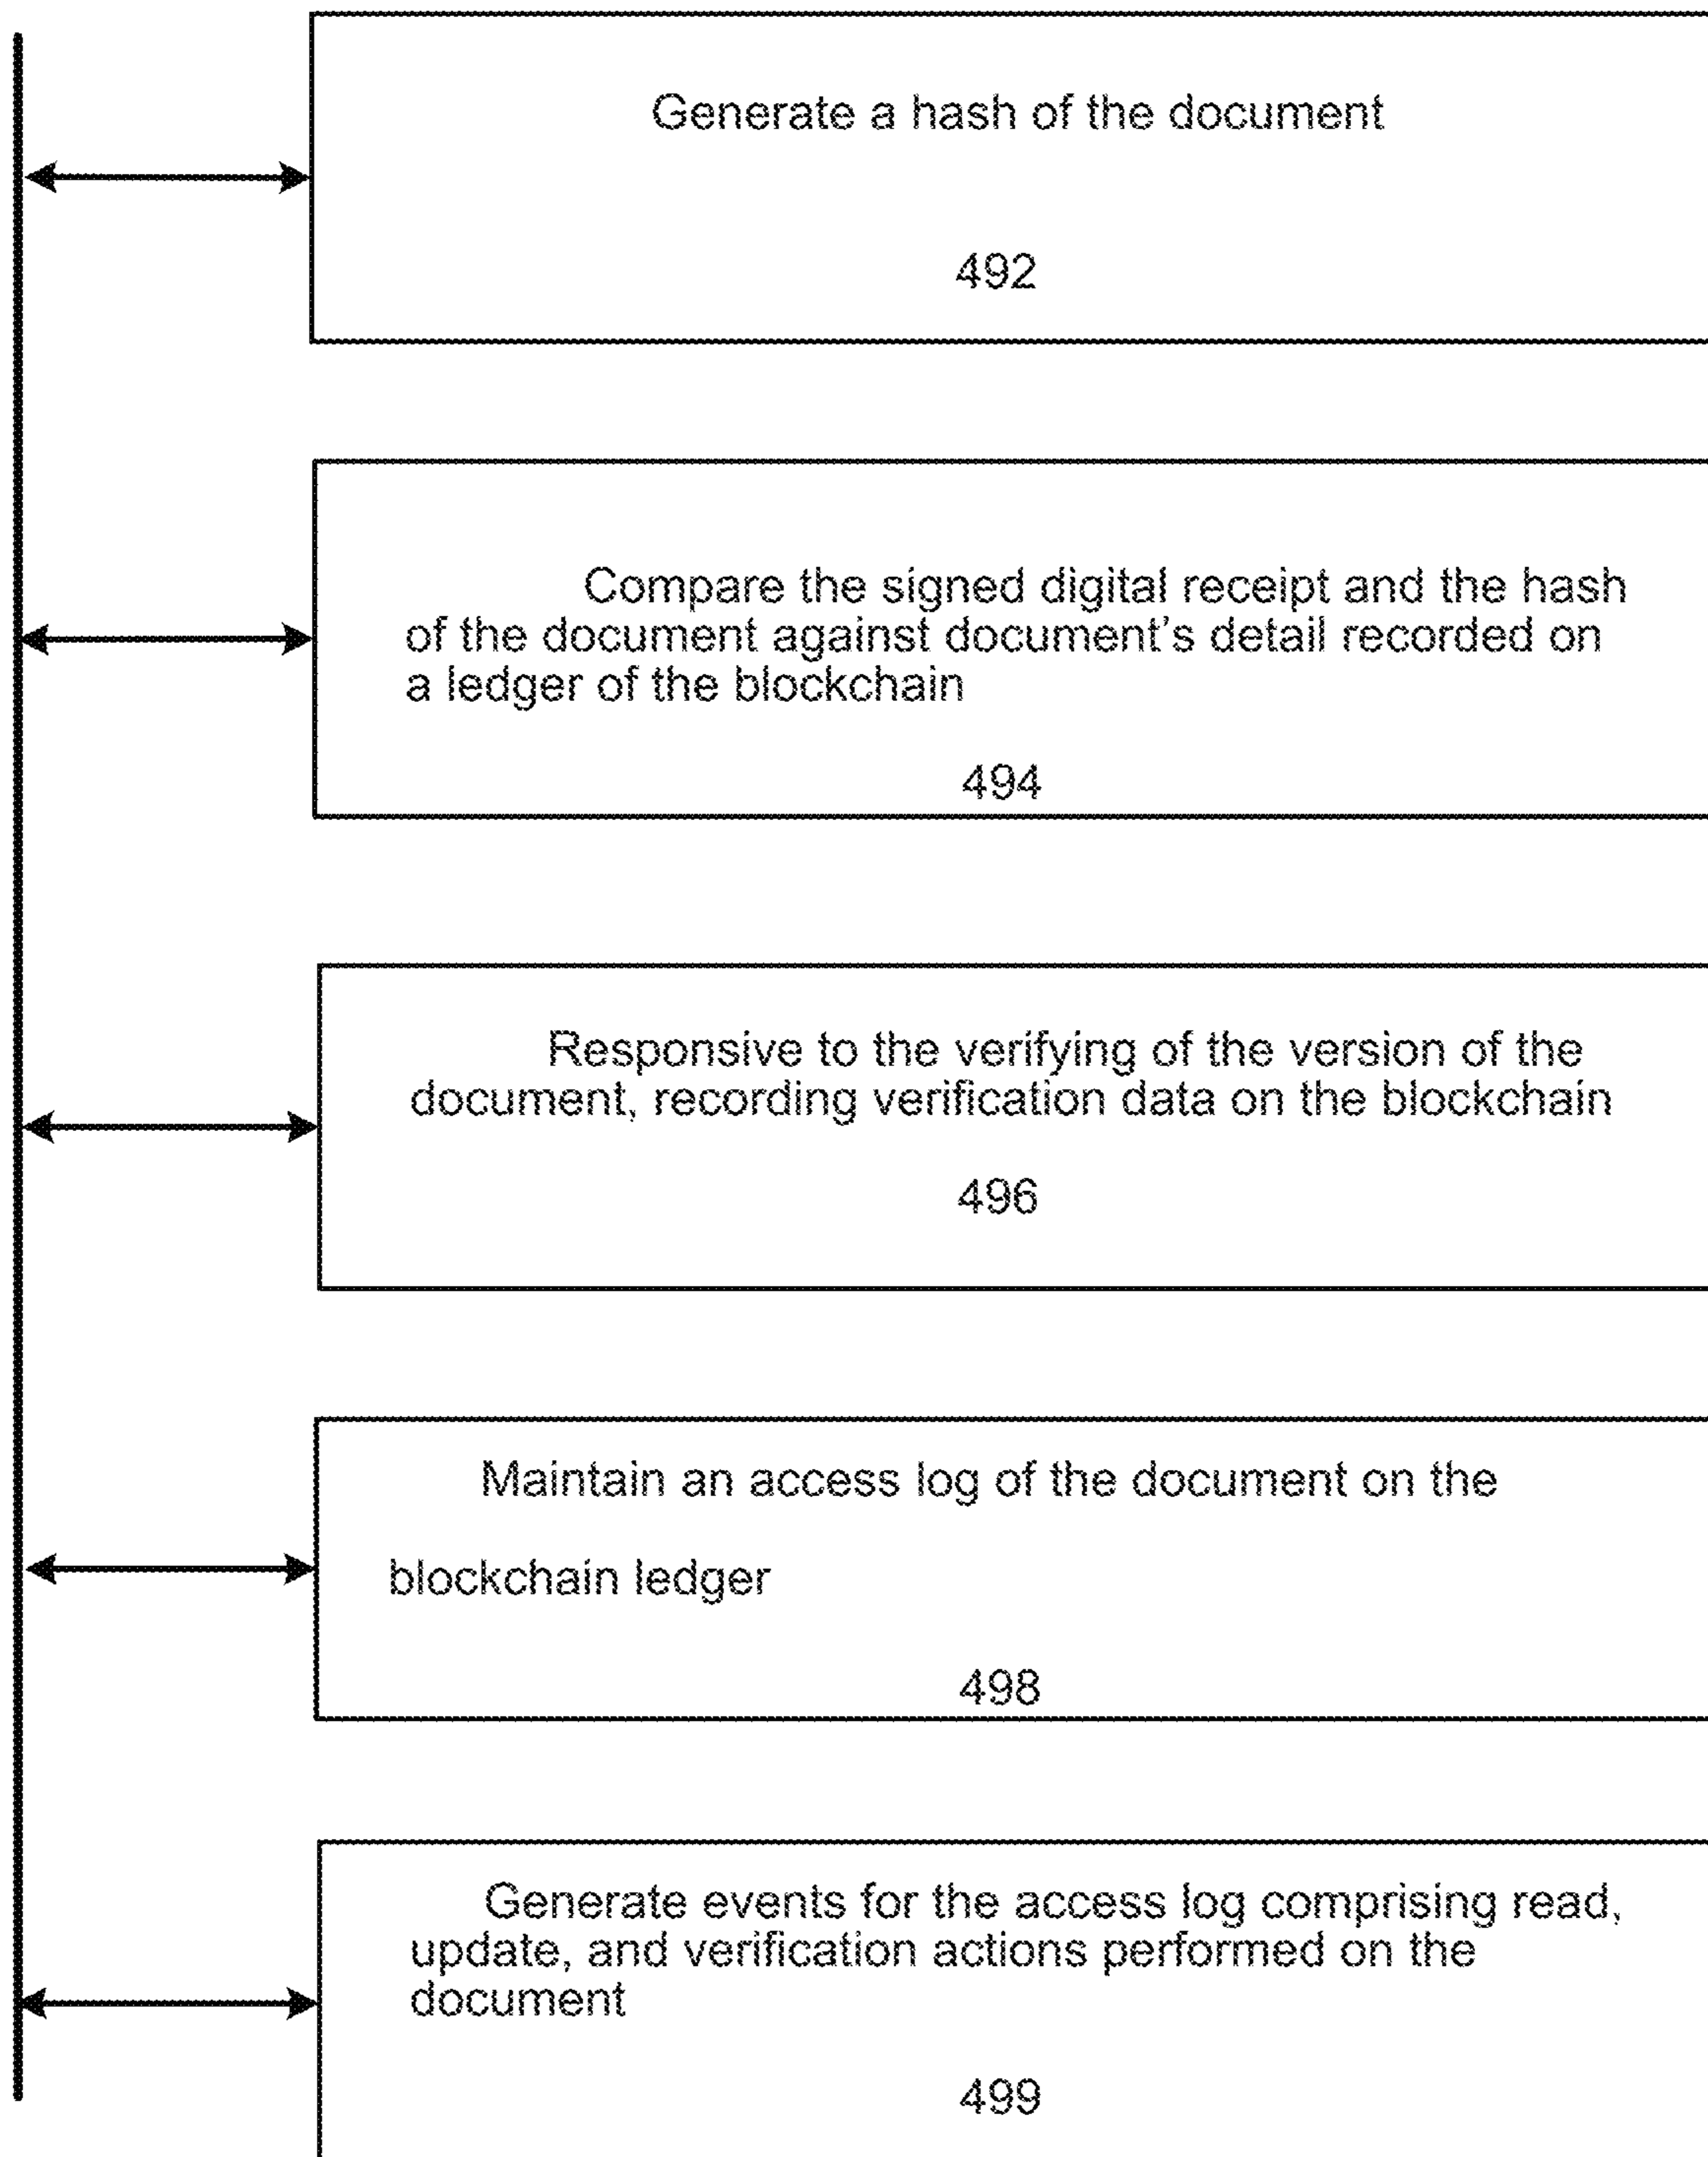 Generate a hash of the document
492
Compare the signed digital receipt and the hash
of the document against document's detail recorded on
a ledger of the blockchain
494
Responsive to the verifying of the version of the
document, recording verification data on the blockchain
496
Maintain an access log of the document on the
blockchain ledger
498
Generate events for the access log comprising read,
update, and verification actions performed on the
document
499